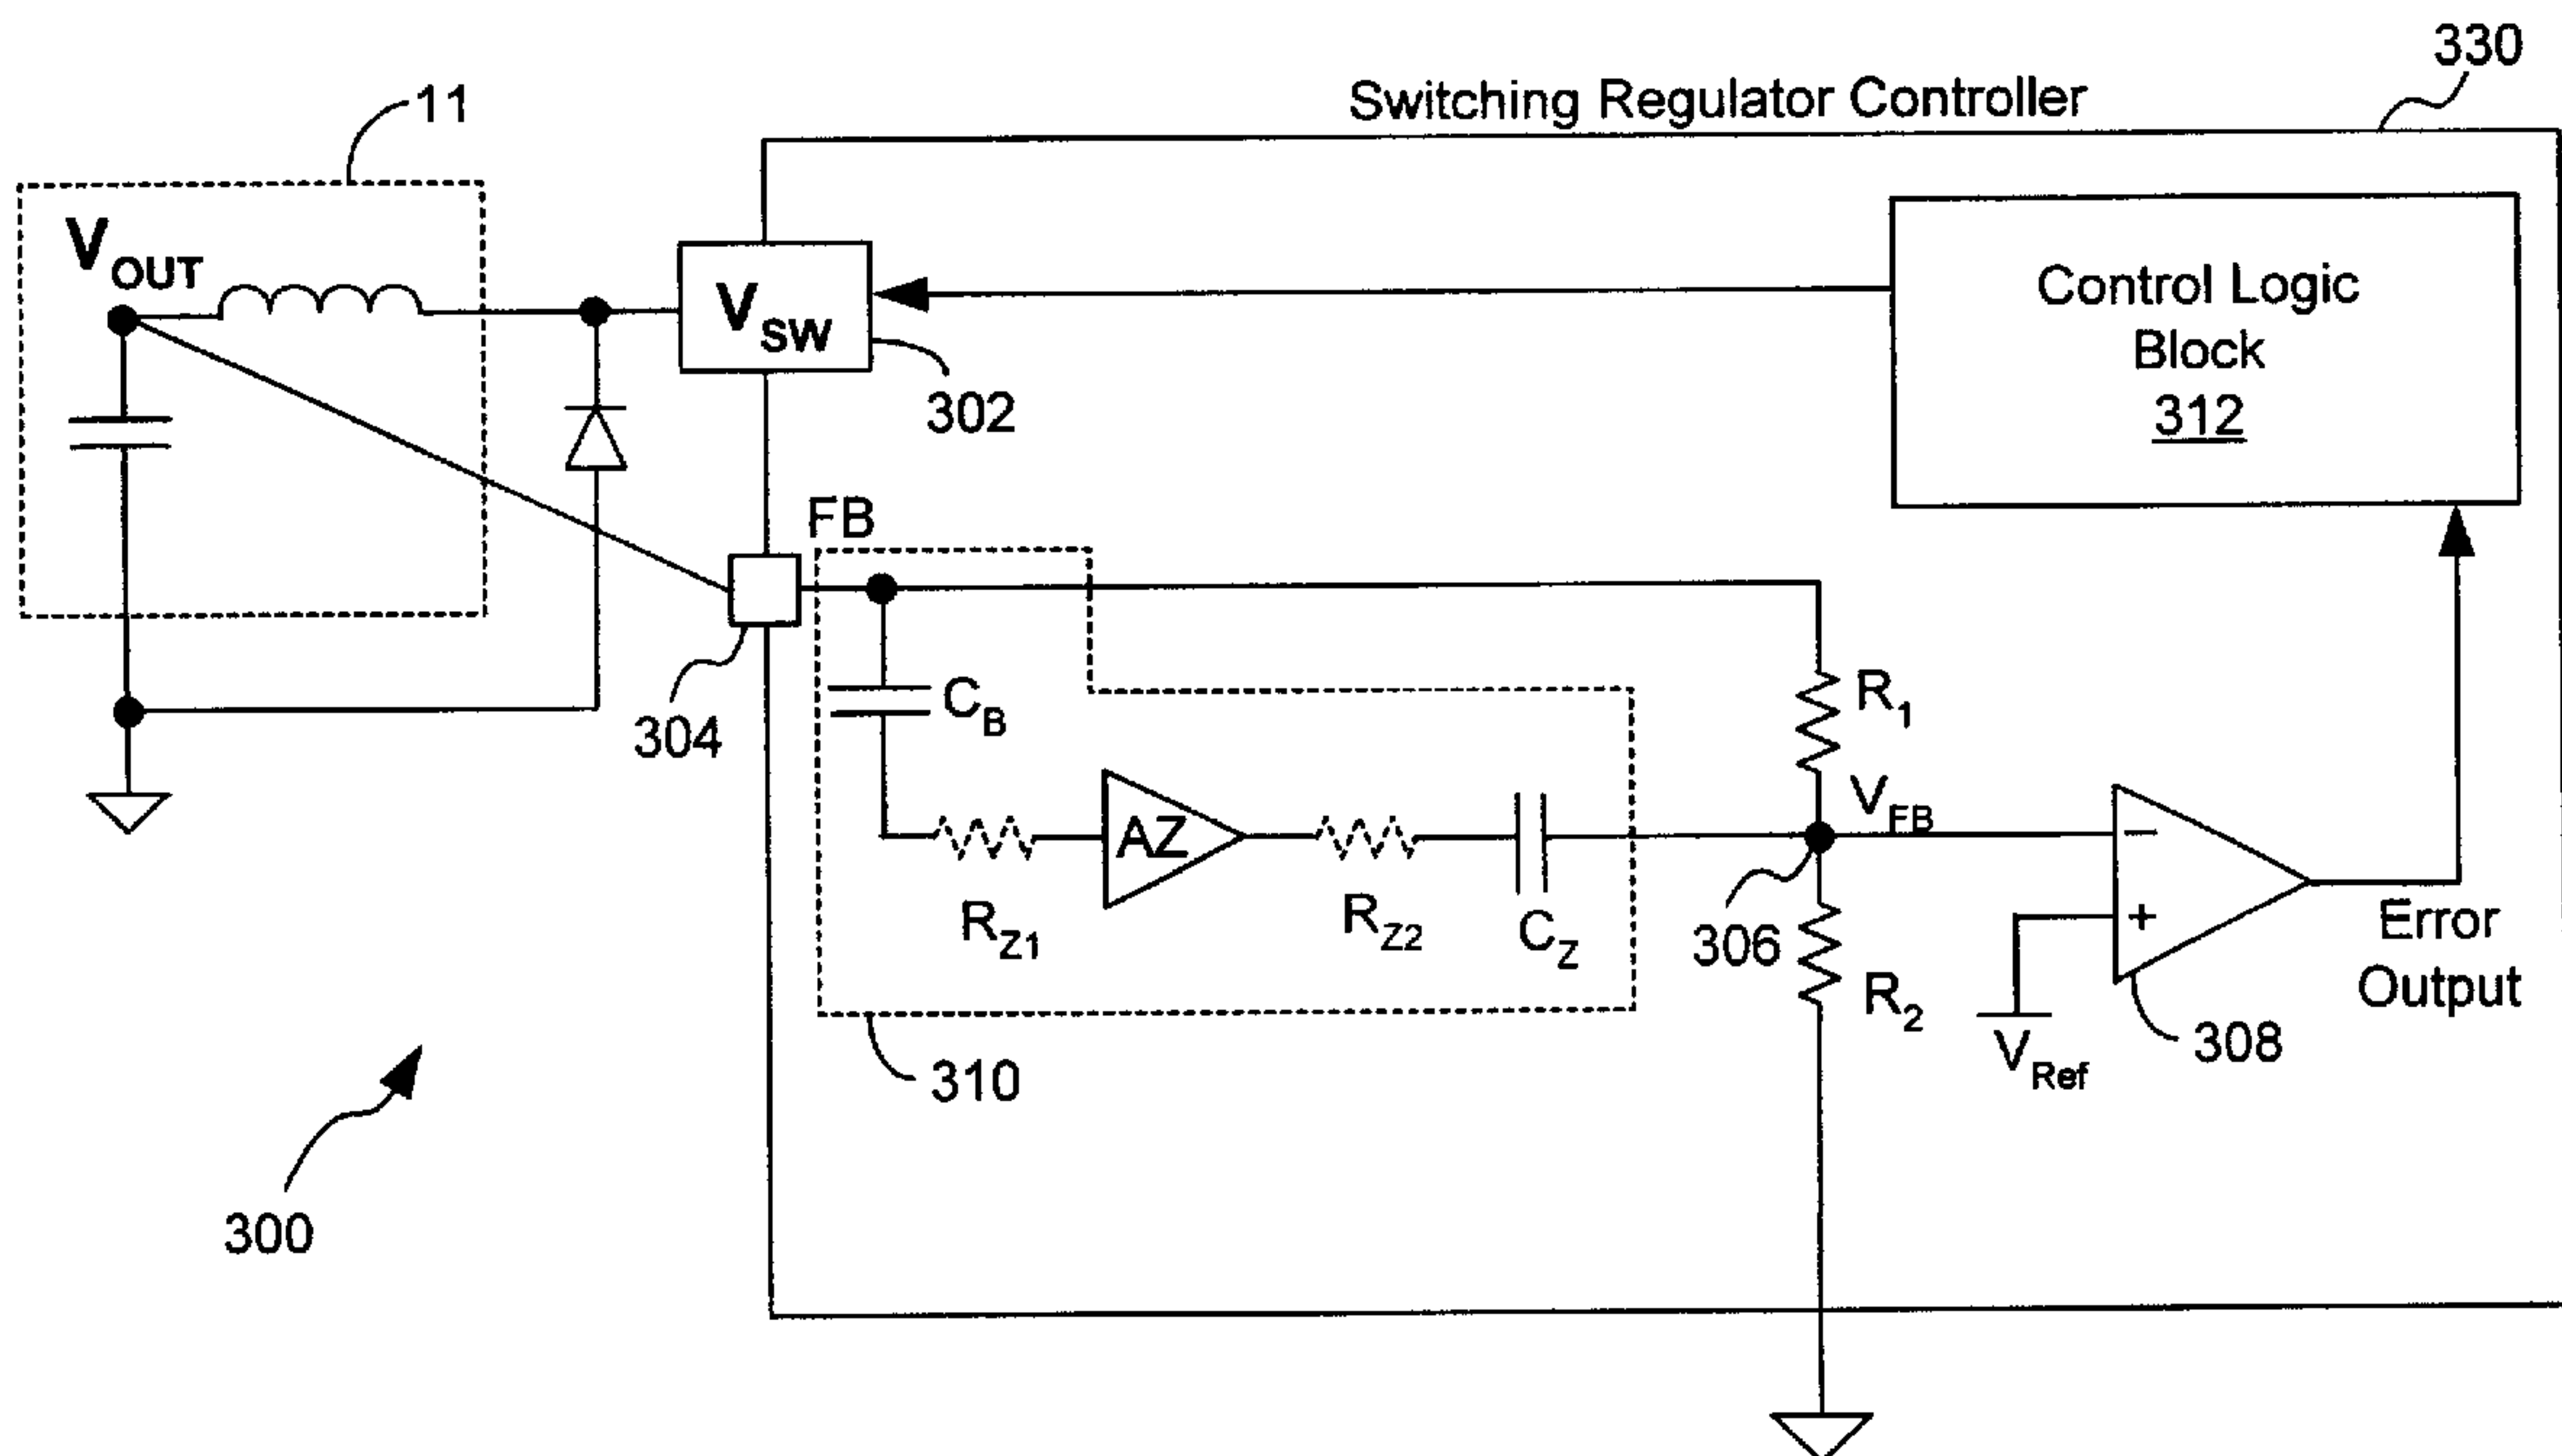 330
Switching Regulator Controller
11
VOUT
VSW
302
Control Logic
Block
312
FB
304
CB
R1
VFB
AZ
RZ1
RZ2
CZ
306
R2
−
+
Error
Output
VRef
308
310
300